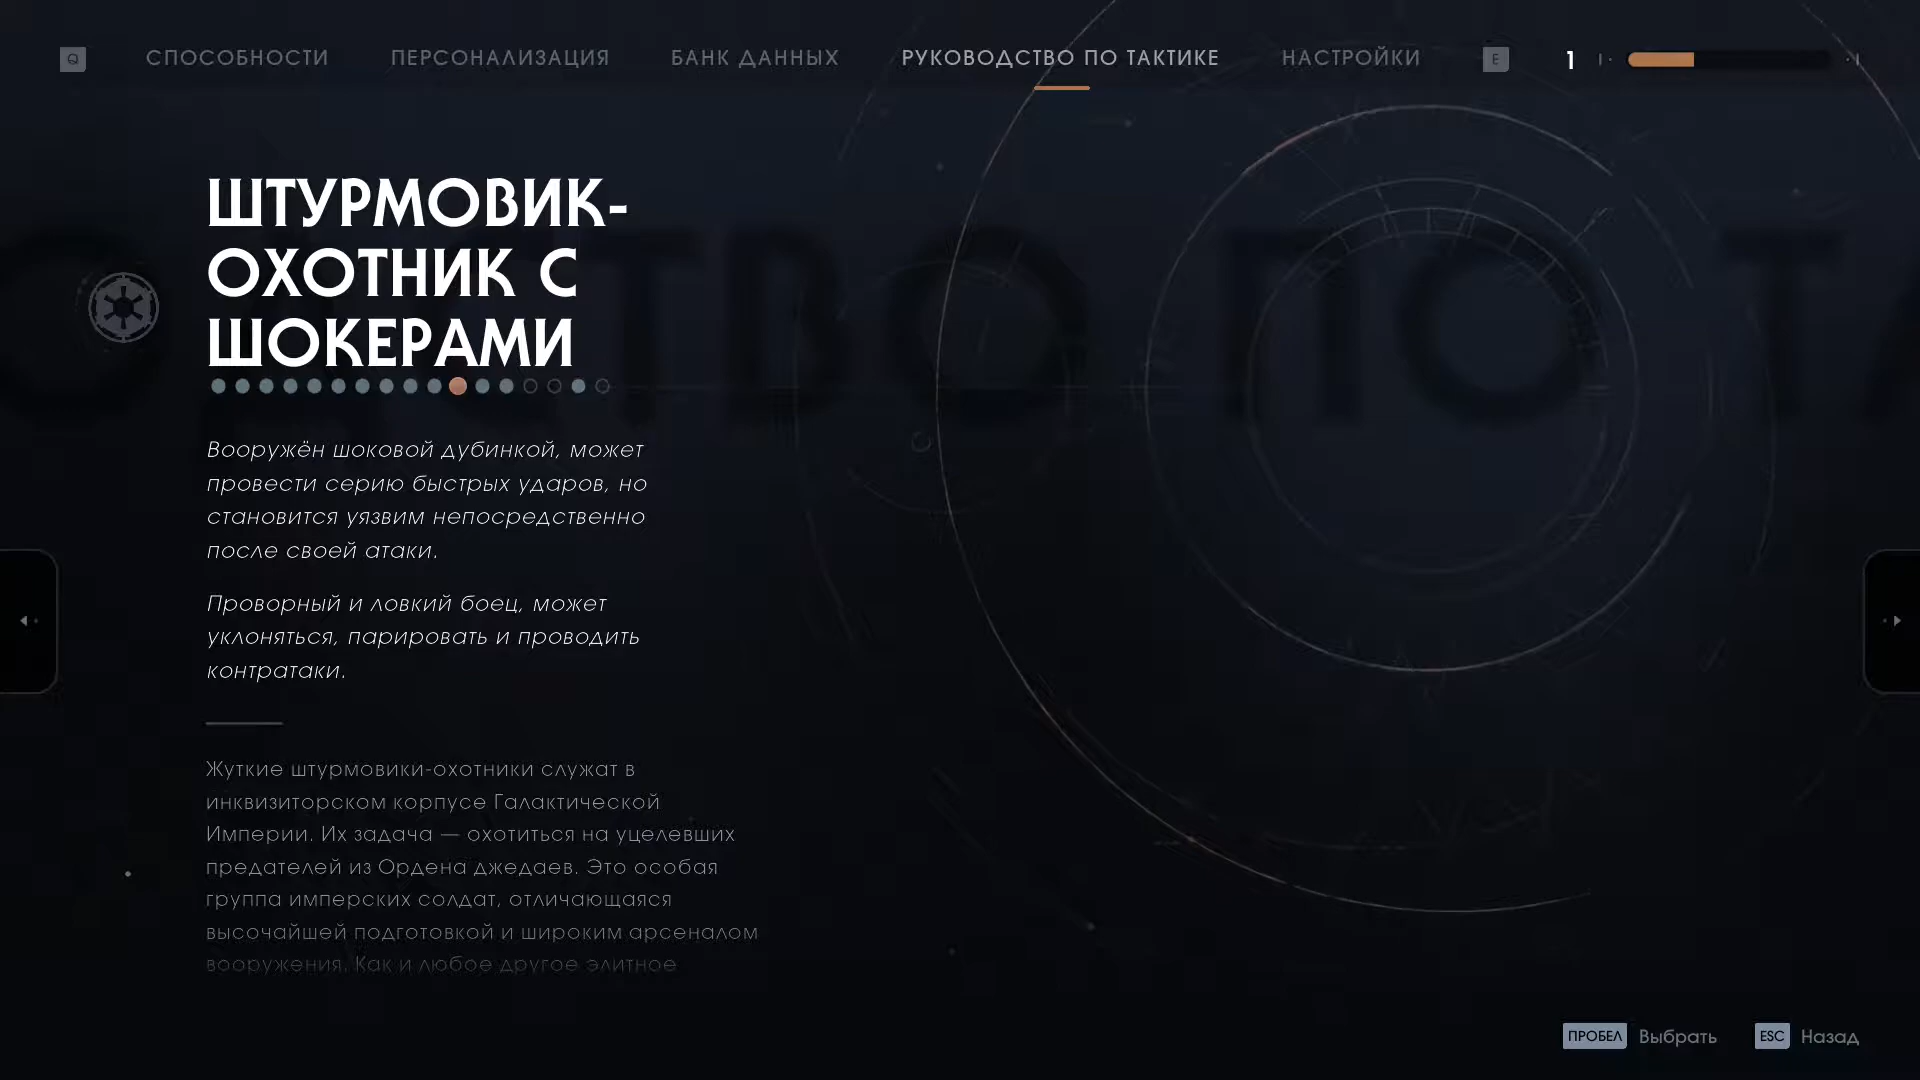 Q СПОСОБНОСТИ ПЕРСОНАЛИЗАЦИЯ БАНК ДАННЫХ РУКОВОДСТВО ПО ТАКТИКЕ НАСТРОЙКИ E 1
ШТУРМОВИК-
ОХОТНИК С
ШОКЕРАМИ
Вооружён шоковой дубинкой, может
провести серию быстрых ударов, но
становится уязвим непосредственно
после своей атаки.
Проворный и ловкий боец, может
уклоняться, парировать и проводить
контратаки.
Жуткие штурмовики-охотники служат в
инквизиторском корпусе Галактической
Империи. Их задача — охотиться на уцелевших
предателей из Ордена джедаев. Это особая
группа имперских солдат, отличающаяся
высочайшей подготовкой и широким арсеналом
вооружения. Как и любое другое элитное
ПРОБЕЛ Выбрать ESC Назад